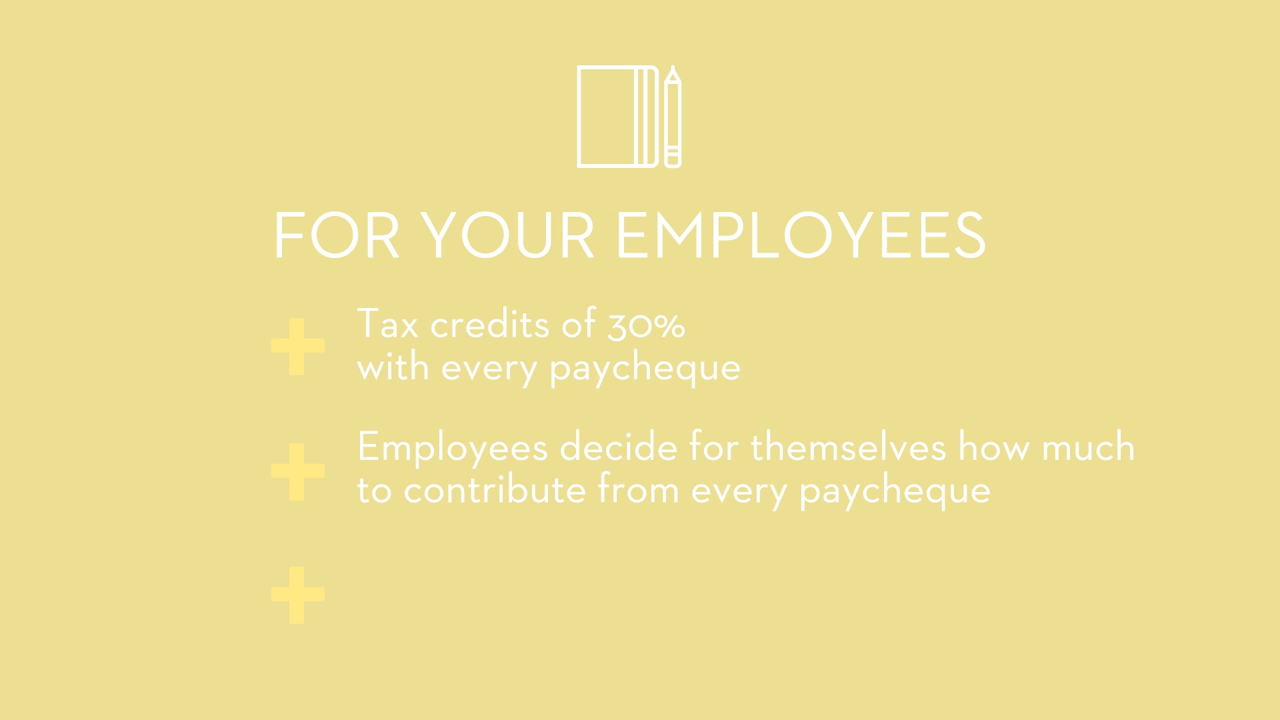 FOR YOUR EMPLOYEES
Tax credits of 30%
with every paycheque
Employees decide for themselves how much
to contribute from every paycheque